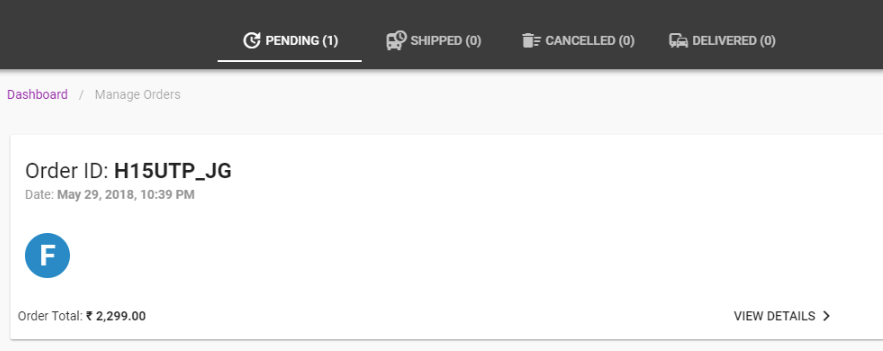 PENDING (1) SHIPPED (0) CANCELLED (0) DELIVERED (0)
Dashboard / Manage Orders
Order ID: H15UTP_JG
Date: May 29, 2018, 10:39 PM
F
Order Total: ₹ 2,299.00 VIEW DETAILS